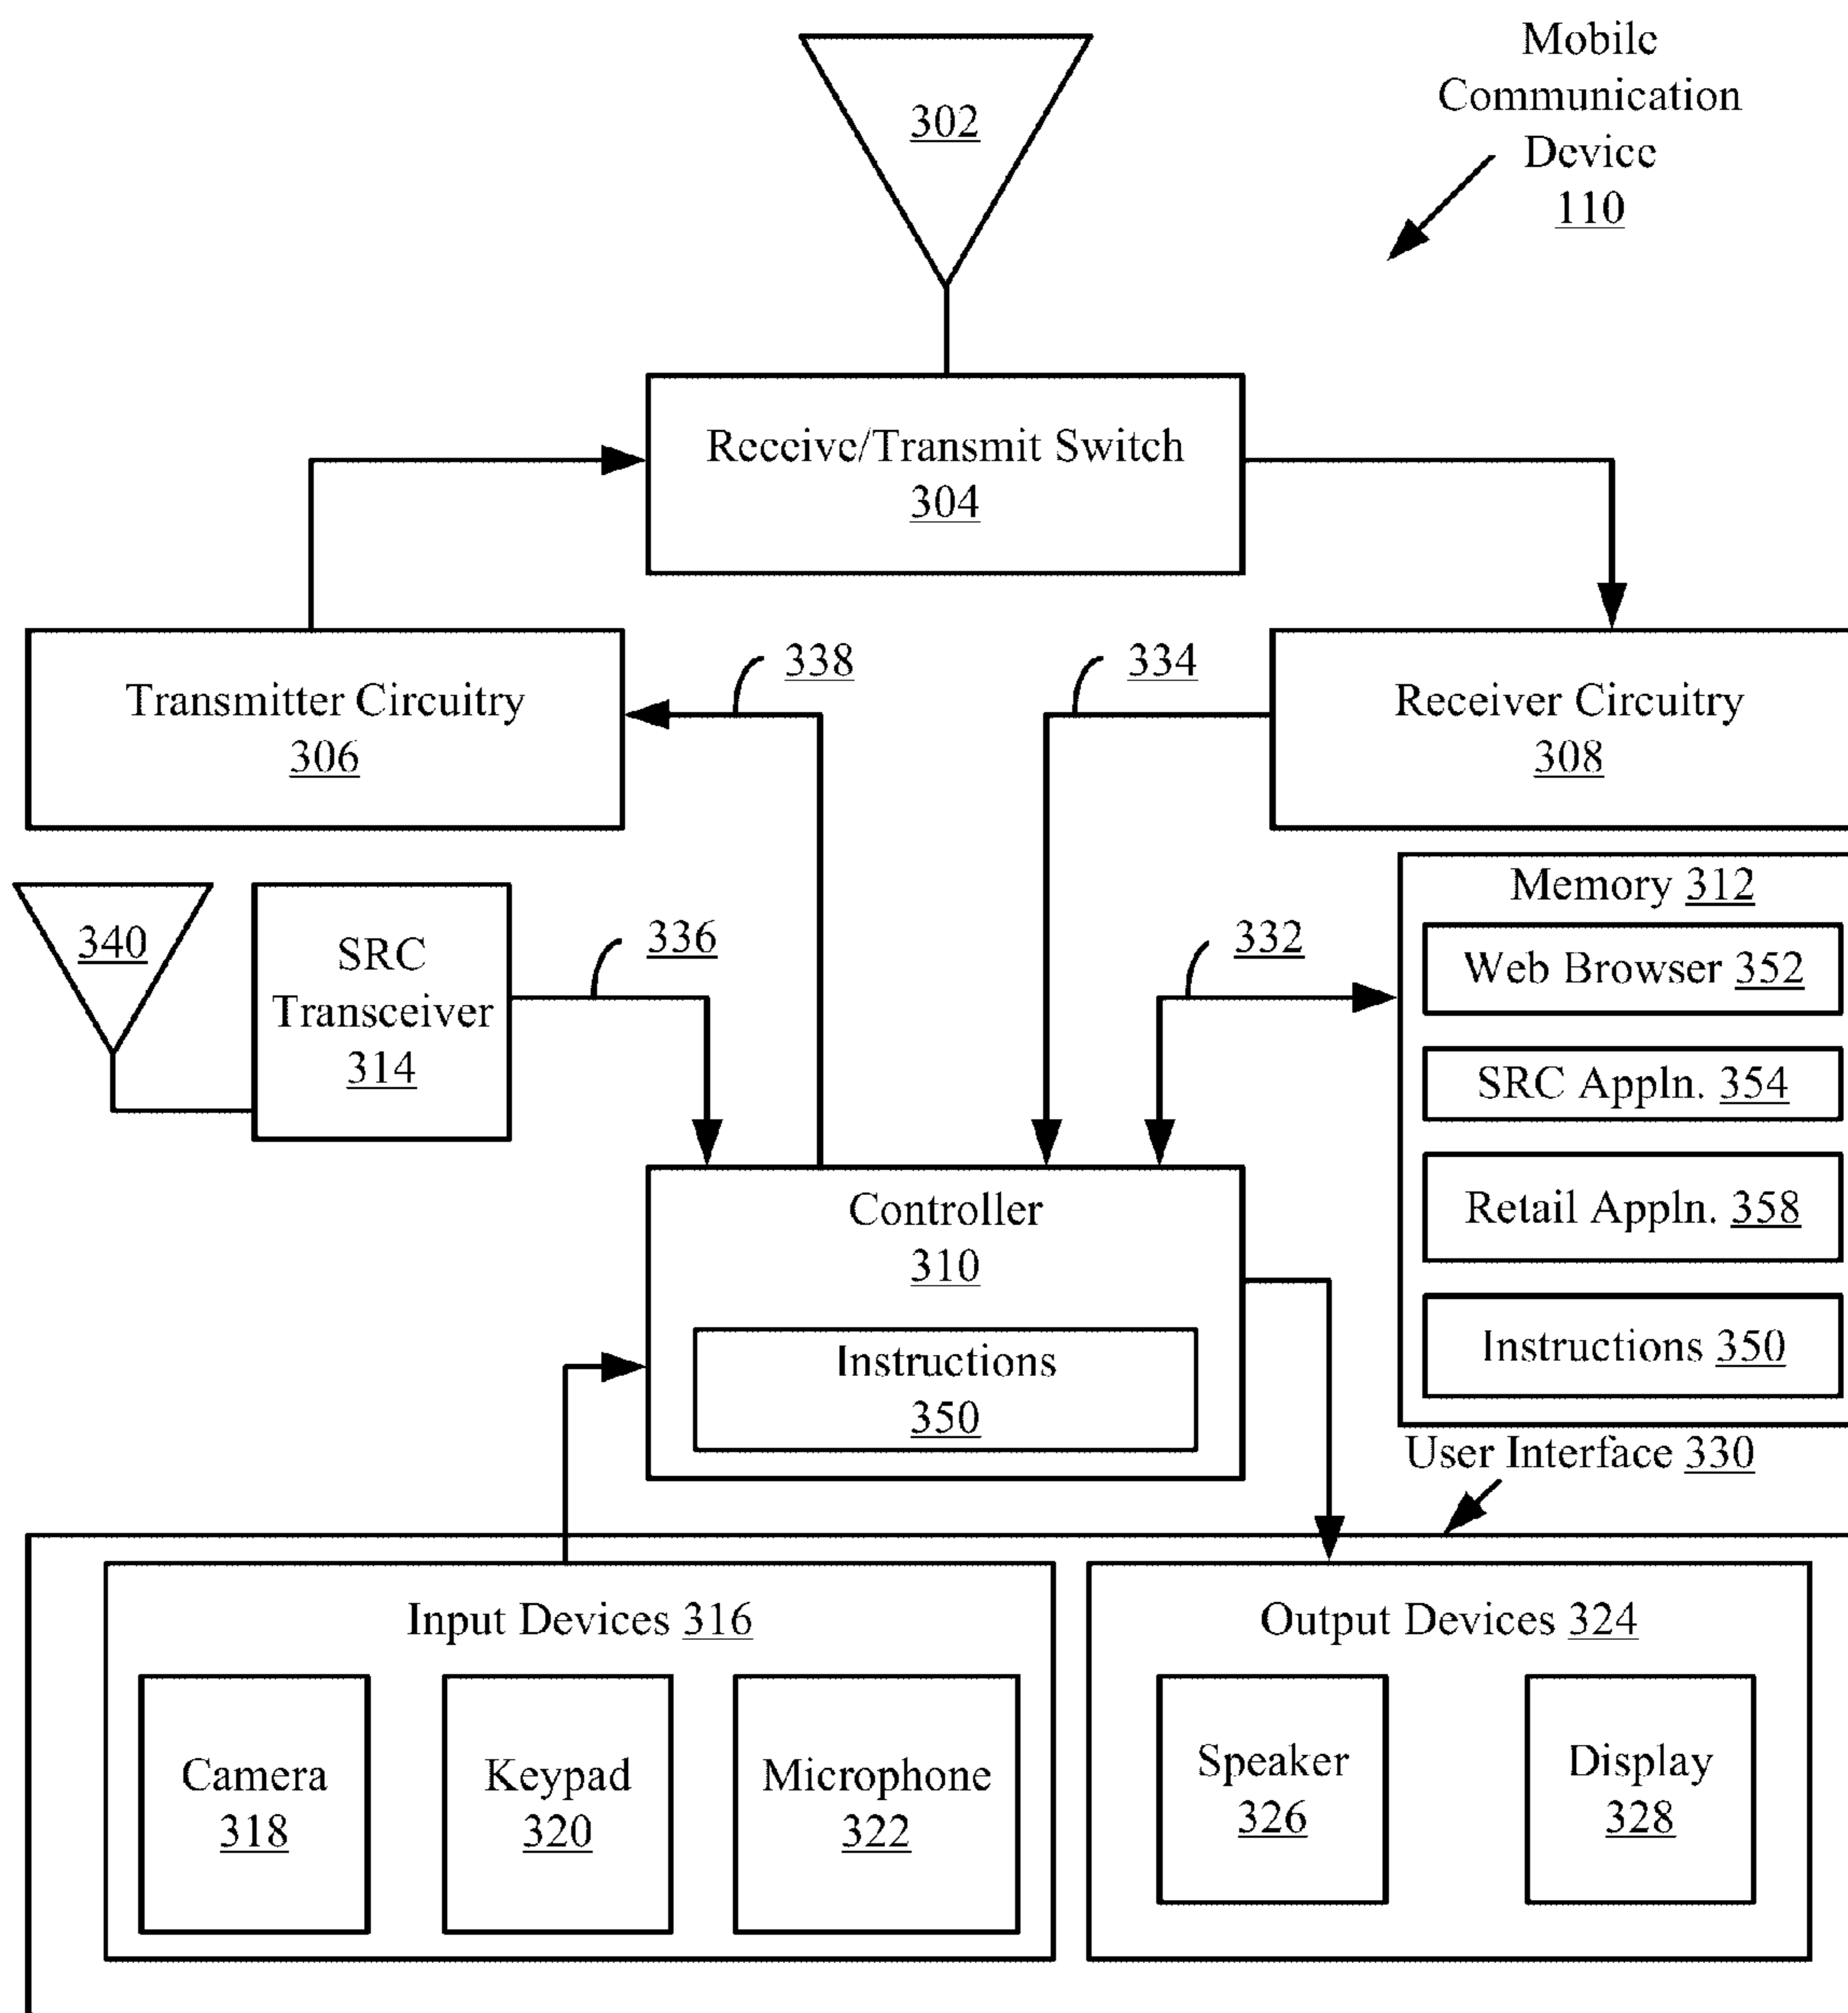 Mobile
Communication
Device
110
302
Receive/Transmit Switch
304
Transmitter Circuitry
306
338
334
Receiver Circuitry
308
340
SRC
Transceiver
314
336
332
Memory 312
Web Browser 352
SRC Appln. 354
Retail Appln. 358
Instructions 350
Controller
310
Instructions
350
User Interface 330
Input Devices 316
Camera
318
Keypad
320
Microphone
322
Output Devices 324
Speaker
326
Display
328